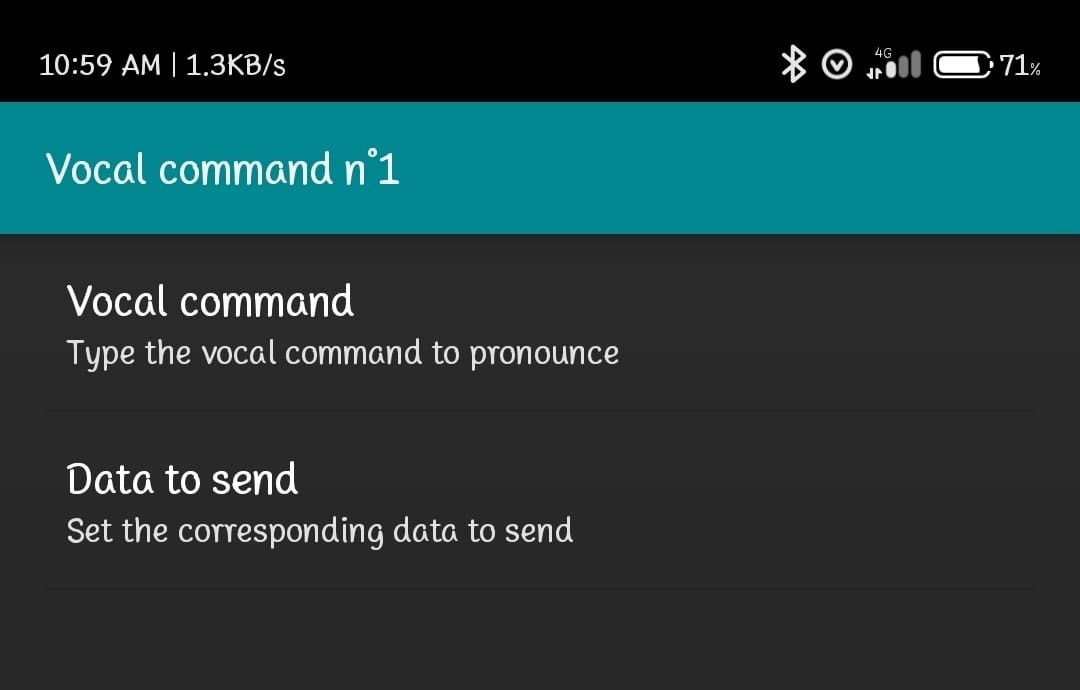 10:59 AM | 1.3KB/s 4G 71%
Vocal command n°1
Vocal command
Type the vocal command to pronounce
Data to send
Set the corresponding data to send